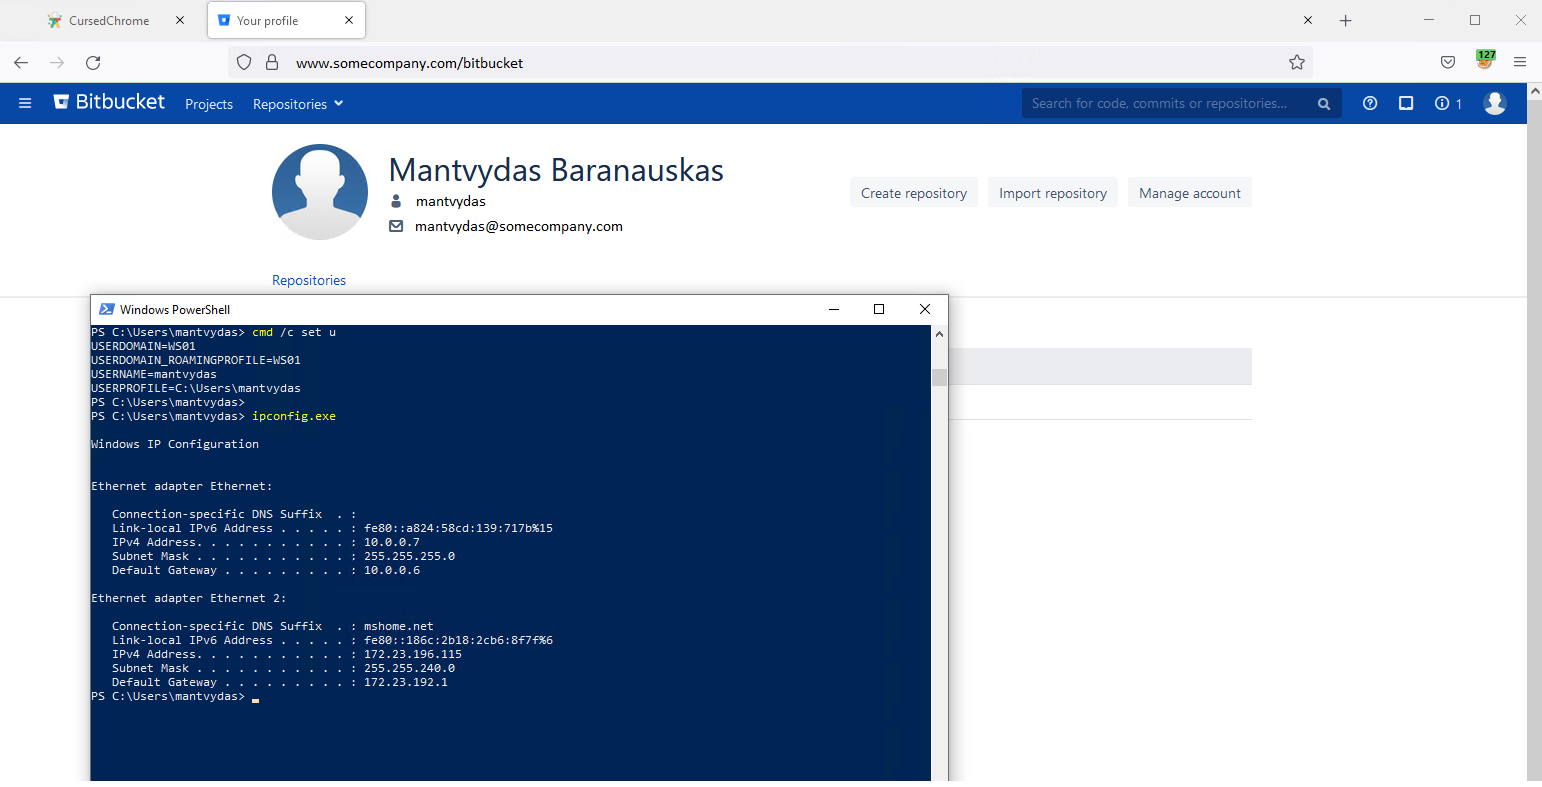 CursedChrome
Your profile
www.somecompany.com/bitbucket
127
Bitbucket Projects Repositories
Search for code, commits or repositories...
1
Mantvydas Baranauskas
mantvydas
mantvydas@somecompany.com
Create repository Import repository Manage account
Repositories
Windows PowerShell
PS C:\Users\mantvydas> cmd /c set u
USERDOMAIN=WS01
USERDOMAIN_ROAMINGPROFILE=WS01
USERNAME=mantvydas
USERPROFILE=C:\Users\mantvydas
PS C:\Users\mantvydas>
PS C:\Users\mantvydas> ipconfig.exe
Windows IP Configuration
Ethernet adapter Ethernet:
Connection-specific DNS Suffix  . :
Link-local IPv6 Address . . . . . : fe80::a824:58cd:139:717b%15
IPv4 Address. . . . . . . . . . . : 10.0.0.7
Subnet Mask . . . . . . . . . . . : 255.255.255.0
Default Gateway . . . . . . . . . : 10.0.0.6
Ethernet adapter Ethernet 2:
Connection-specific DNS Suffix  . : mshome.net
Link-local IPv6 Address . . . . . : fe80::186c:2b18:2cb6:8f7f%6
IPv4 Address. . . . . . . . . . . : 172.23.196.115
Subnet Mask . . . . . . . . . . . : 255.255.240.0
Default Gateway . . . . . . . . . : 172.23.192.1
PS C:\Users\mantvydas>